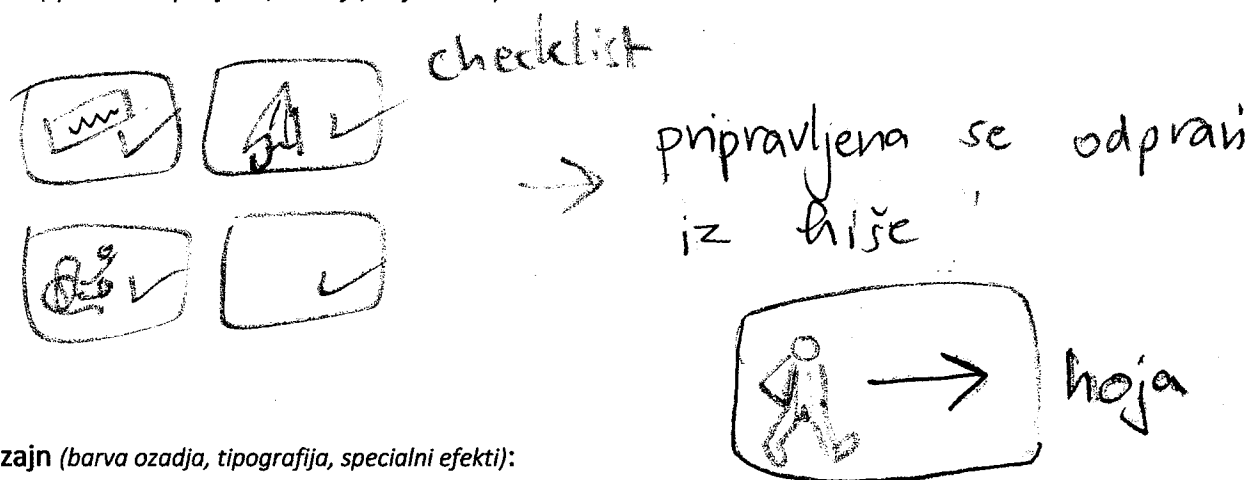 checklist
pripravljena se odpravi
iz hiše
hoja
zajn (barva ozadja, tipografija, specialni efekti):